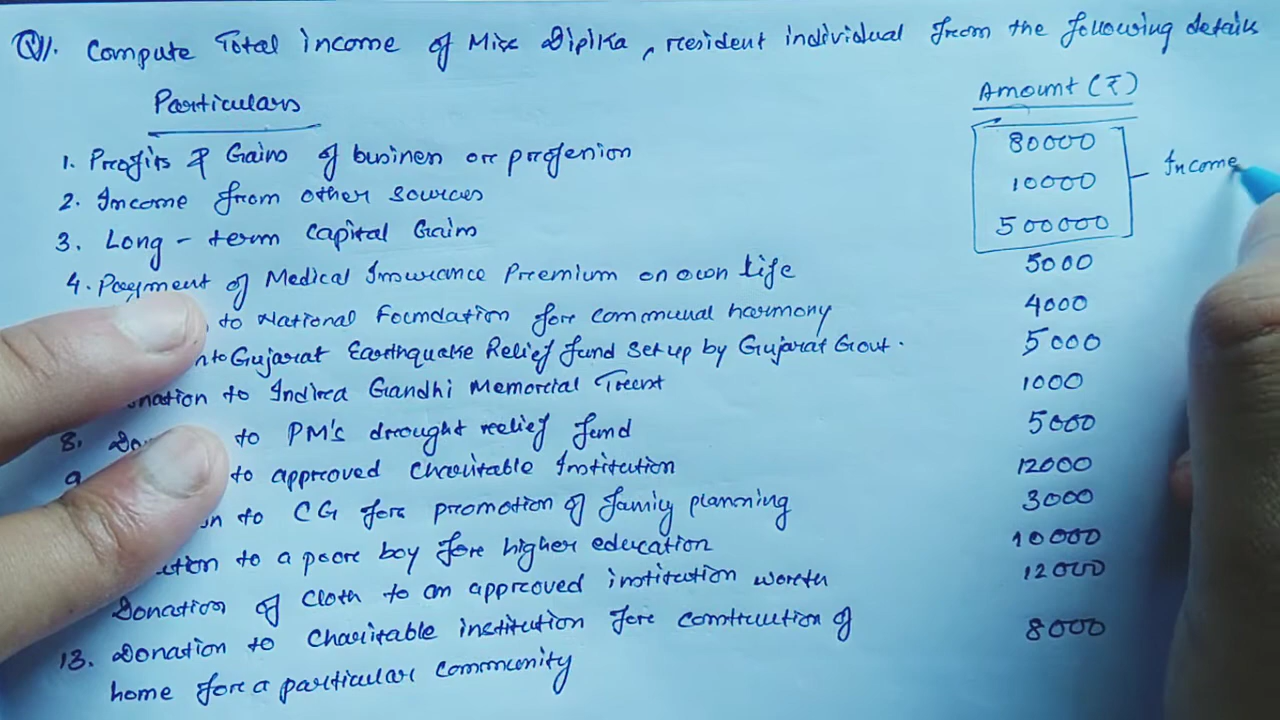 Q1. Compute Total income of Miss Dipika, resident individual from the following details
Particulars Amount (₹)
1. Profits & Gains of business or profession 80000
2. Income from other sources 10000 Income
3. Long-term Capital Gain 500000
4. Payment of Medical Insurance Premium on own life 5000
to National Foundation for communal harmony 4000
to Gujarat Earthquake Relief fund set up by Gujarat Govt. 5000
nation to Indira Gandhi Memorial Trust 1000
8. Do to PM's drought relief fund 5000
9 to approved Charitable Institution 12000
n to CG for promotion of family planning 3000
ation to a poor boy for higher education 10000
Donation of cloth to an approved institution worth 12000
13. Donation to Charitable institution for construction of 8000
home for a particular community